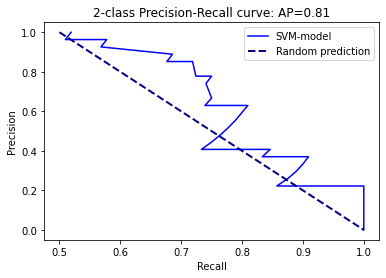 2-class Precision-Recall curve: AP=0.81
SVM-model
Random prediction
Precision
1.0
0.8
0.6
0.4
0.2
0.0
0.5 0.6 0.7 0.8 0.9 1.0
Recall